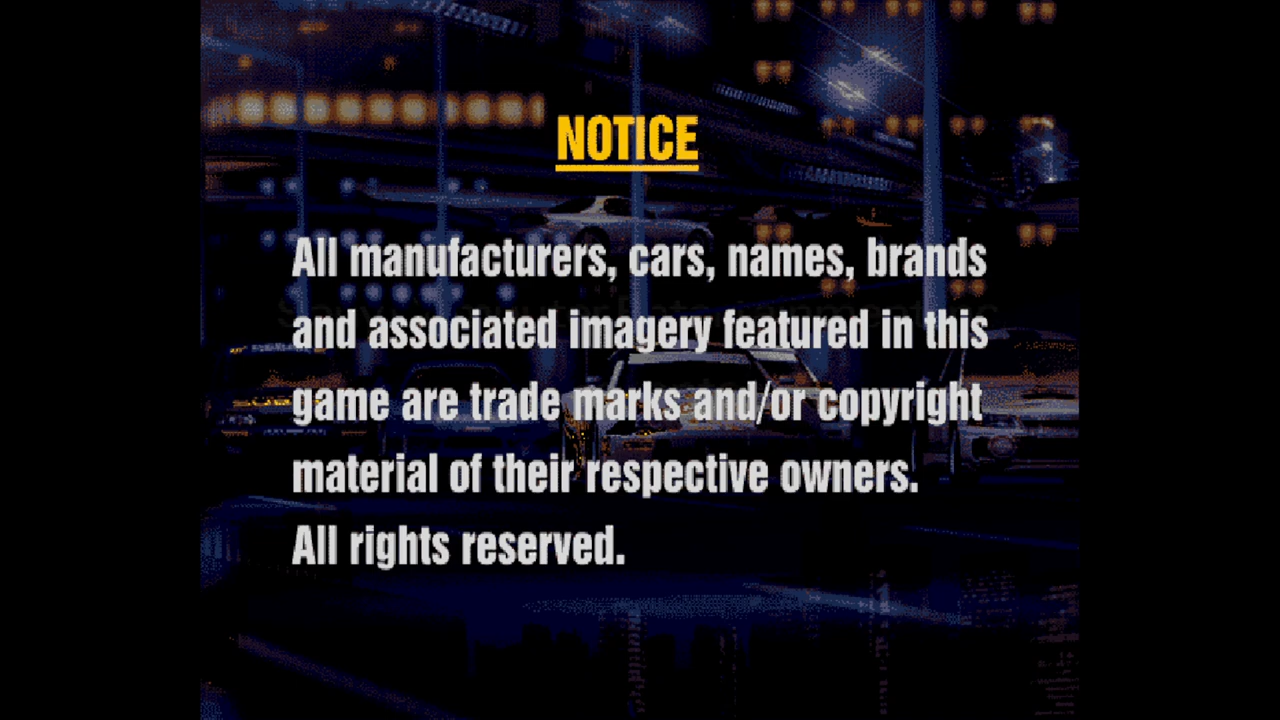 NOTICE
All manufacturers, cars, names, brands
and associated imagery featured in this
game are trade marks and/or copyright
material of their respective owners.
All rights reserved.